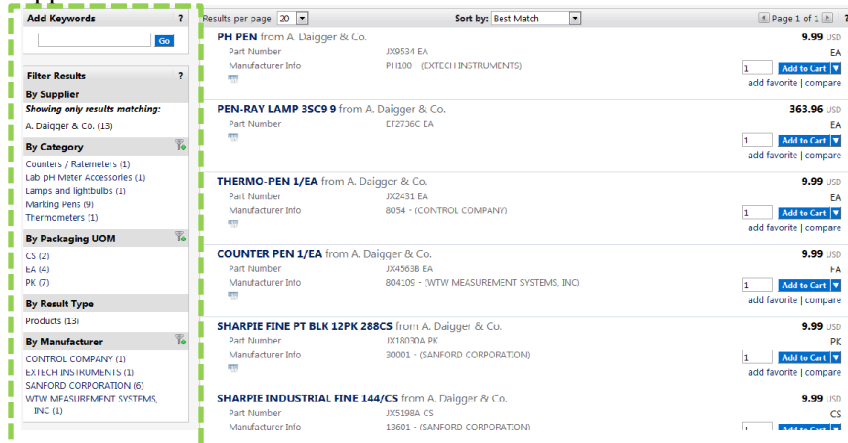 Add Keywords ?
Go
Filter Results ?
By Supplier
Showing only results matching:
A. Daigger & Co. (13)
By Category
Counters / Ratemeters (1)
Lab pH Meter Accessories (1)
Lamps and lightbulbs (1)
Marking Pens (9)
Thermometers (1)
By Packaging UOM
CS (2)
EA (4)
PK (7)
By Result Type
Products (13)
By Manufacturer
CONTROL COMPANY (1)
EXTECH INSTRUMENTS (1)
SANFORD CORPORATION (6)
WTW MEASUREMENT SYSTEMS,
INC (1)
Results per page 20 Sort by: Best Match Page 1 of 1 ?
PH PEN from A. Daigger & Co. 9.99 USD
Part Number JX9534 EA EA
Manufacturer Info PH100 - (EXTECH INSTRUMENTS)
1 Add to Cart
add favorite | compare
PEN-RAY LAMP 3SC9 9 from A. Daigger & Co. 363.96 USD
Part Number EF2736C EA EA
1 Add to Cart
add favorite | compare
THERMO-PEN 1/EA from A. Daigger & Co. 9.99 USD
Part Number JX2431 EA EA
Manufacturer Info 8054 - (CONTROL COMPANY)
1 Add to Cart
add favorite | compare
COUNTER PEN 1/EA from A. Daigger & Co. 9.99 USD
Part Number JX4563B EA EA
Manufacturer Info 804109 - (WTW MEASUREMENT SYSTEMS, INC)
1 Add to Cart
add favorite | compare
SHARPIE FINE PT BLK 12PK 288CS from A. Daigger & Co. 9.99 USD
Part Number JX18030A PK PK
Manufacturer Info 30001 - (SANFORD CORPORATION)
1 Add to Cart
add favorite | compare
SHARPIE INDUSTRIAL FINE 144/CS from A. Daigger & Co. 9.99 USD
Part Number JX5198A CS CS
Manufacturer Info 13601 - (SANFORD CORPORATION)
1 Add to Cart